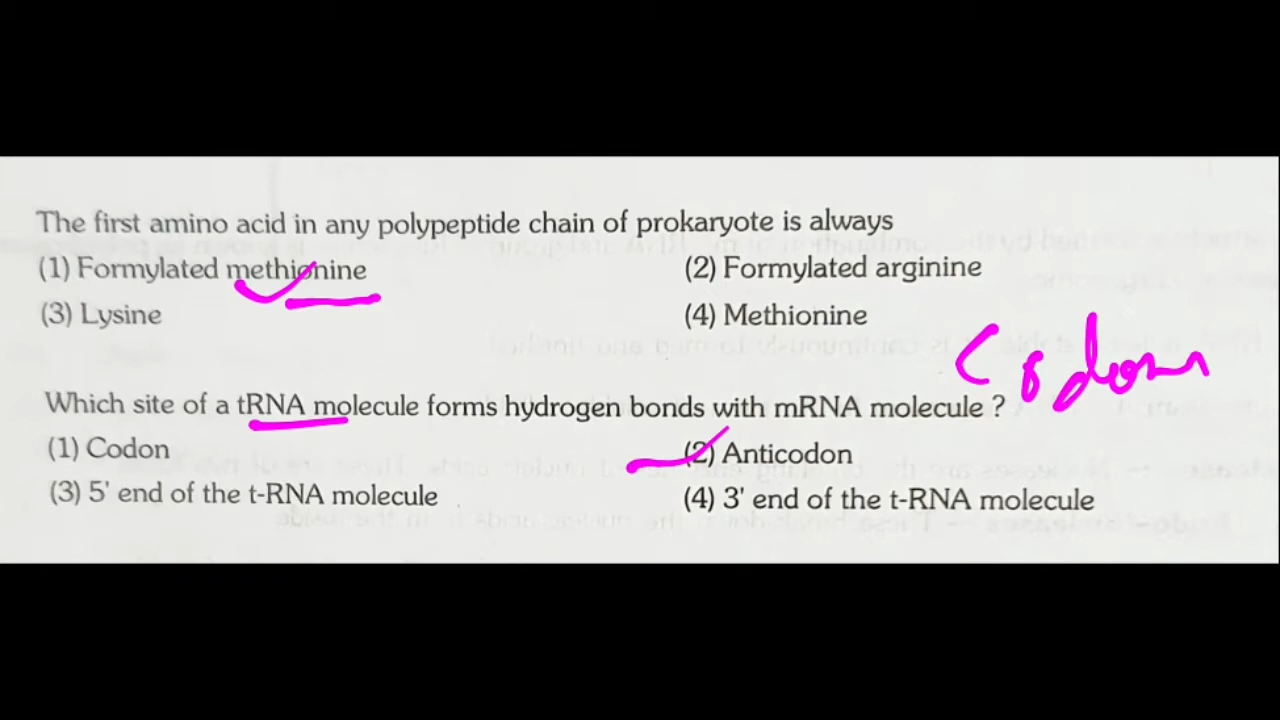 The first amino acid in any polypeptide chain of prokaryote is always
(1) Formylated methionine (2) Formylated arginine
(3) Lysine (4) Methionine
Codon
Which site of a tRNA molecule forms hydrogen bonds with mRNA molecule ?
(1) Codon (2) Anticodon
(3) 5' end of the t-RNA molecule (4) 3' end of the t-RNA molecule